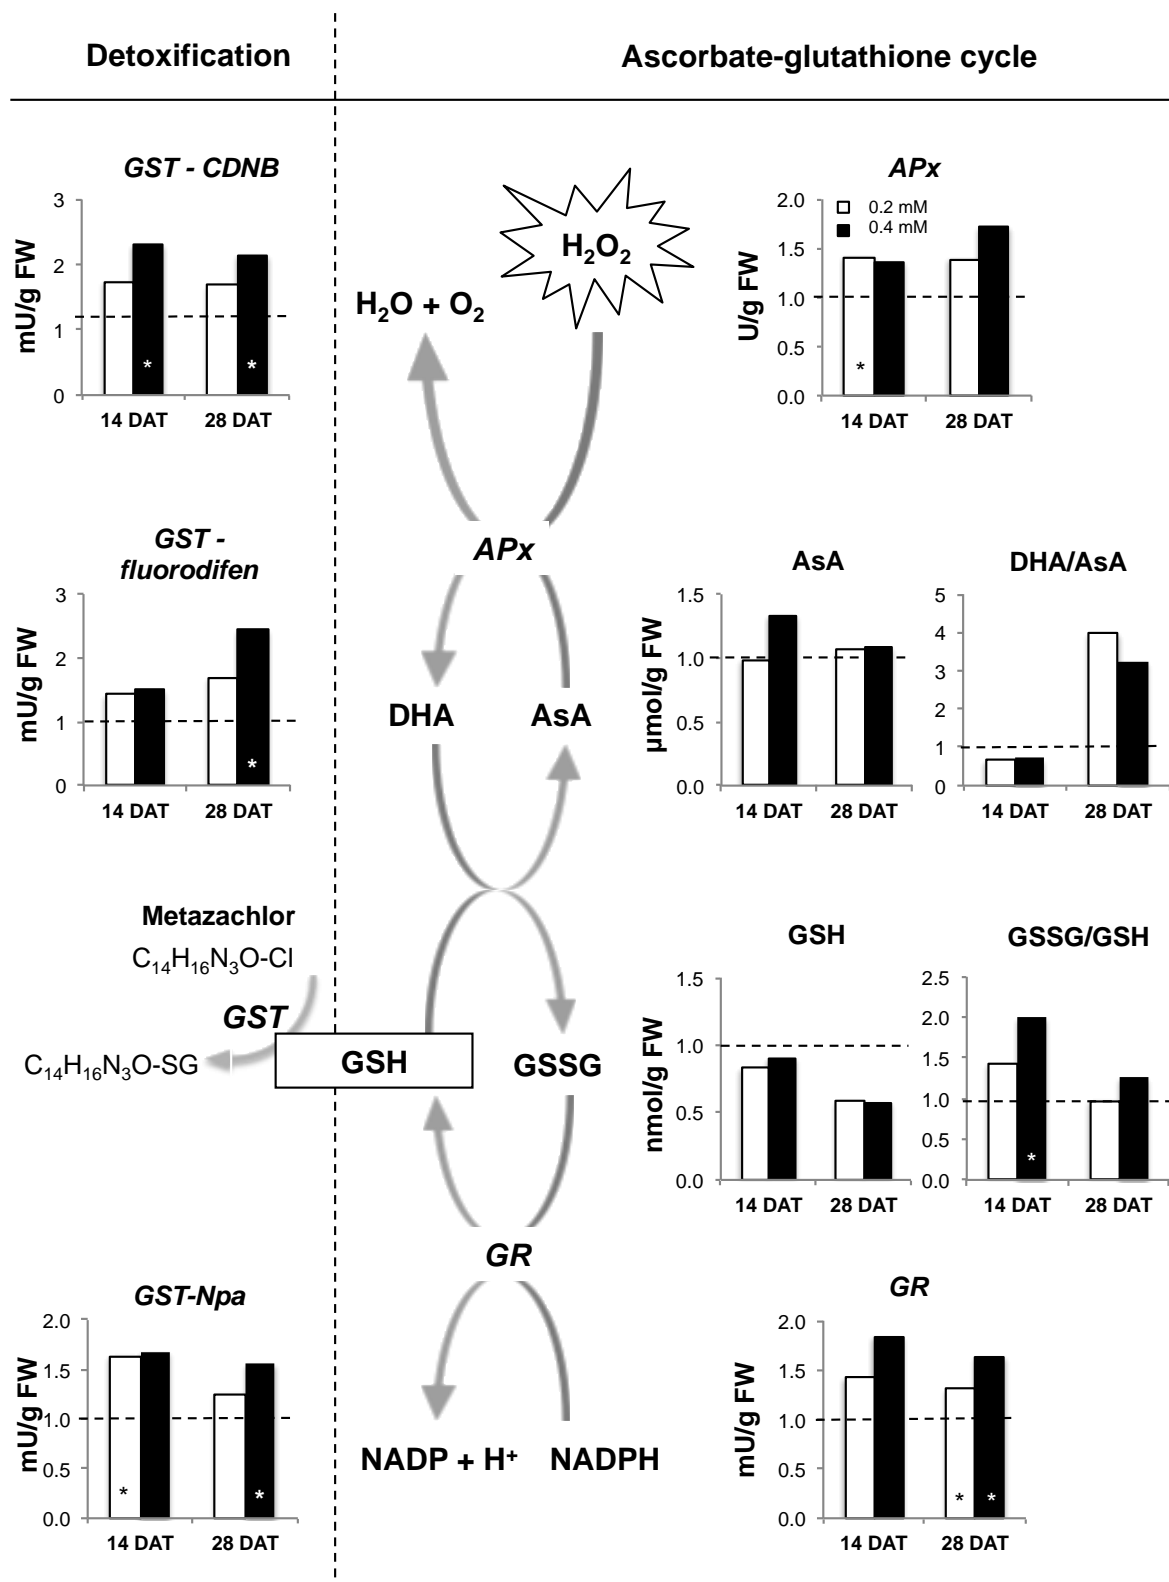 Detoxification
Ascorbate-glutathione cycle
GST - CDNB
mU/g FW
3
2
1
0
*
*
14 DAT
28 DAT
H₂O₂
H₂O + O₂
APx
U/g FW
2.0
1.5
1.0
0.5
0.0
0.2 mM
0.4 mM
*
14 DAT
28 DAT
GST -
fluorodifen
mU/g FW
3
2
1
0
*
14 DAT
28 DAT
APx
DHA
AsA
AsA
µmol/g FW
1.5
1.0
0.5
0.0
14 DAT
28 DAT
DHA/AsA
5
4
3
2
1
0
14 DAT
28 DAT
Metazachlor
C₁₄H₁₆N₃O-Cl
GST
C₁₄H₁₆N₃O-SG
GSH
GSSG
GSH
nmol/g FW
1.5
1.0
0.5
0.0
14 DAT
28 DAT
GSSG/GSH
2.5
2.0
1.5
1.0
0.5
0.0
*
14 DAT
28 DAT
GR
NADP + H⁺
NADPH
GST-Npa
mU/g FW
2.0
1.5
1.0
0.5
0.0
*
*
14 DAT
28 DAT
GR
mU/g FW
2.0
1.5
1.0
0.5
0.0
*
*
14 DAT
28 DAT